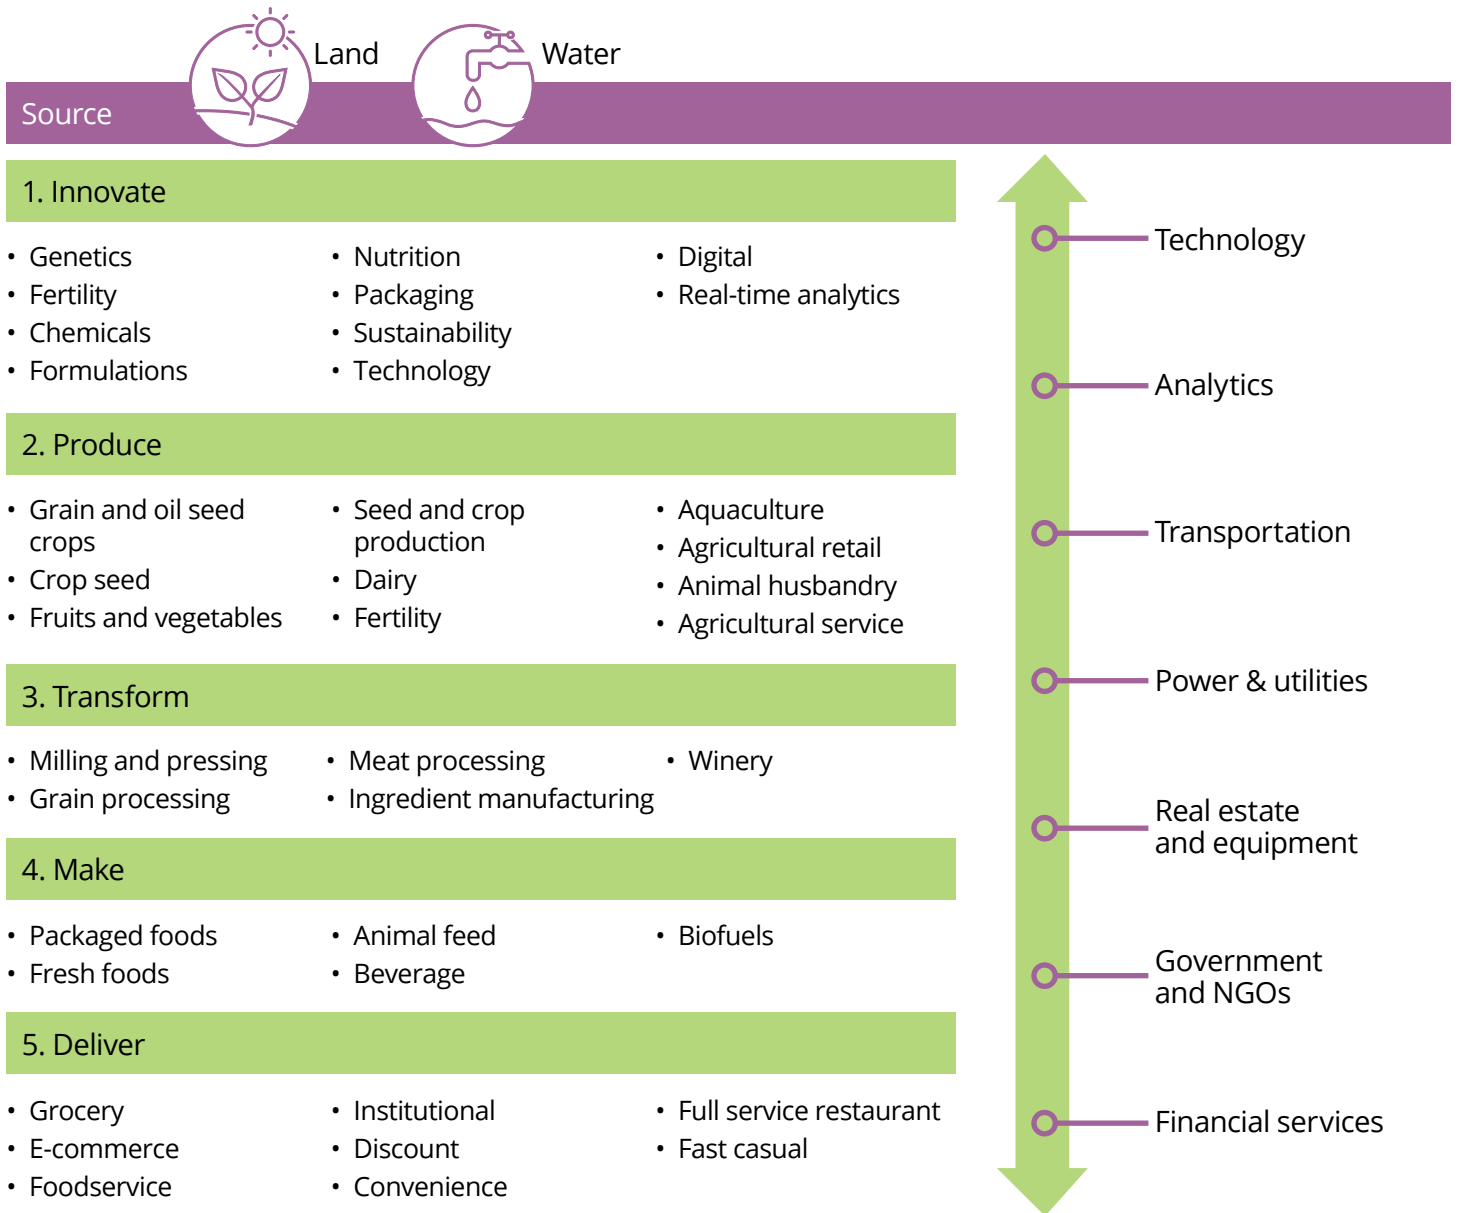 Land
Water
Source
1. Innovate
• Genetics
• Fertility
• Chemicals
• Formulations
• Nutrition
• Packaging
• Sustainability
• Technology
• Digital
• Real-time analytics
2. Produce
• Grain and oil seed
crops
• Crop seed
• Fruits and vegetables
• Seed and crop
production
• Dairy
• Fertility
• Aquaculture
• Agricultural retail
• Animal husbandry
• Agricultural service
3. Transform
• Milling and pressing
• Grain processing
• Meat processing
• Ingredient manufacturing
• Winery
4. Make
• Packaged foods
• Fresh foods
• Animal feed
• Beverage
• Biofuels
5. Deliver
• Grocery
• E-commerce
• Foodservice
• Institutional
• Discount
• Convenience
• Full service restaurant
• Fast casual
Technology
Analytics
Transportation
Power & utilities
Real estate
and equipment
Government
and NGOs
Financial services